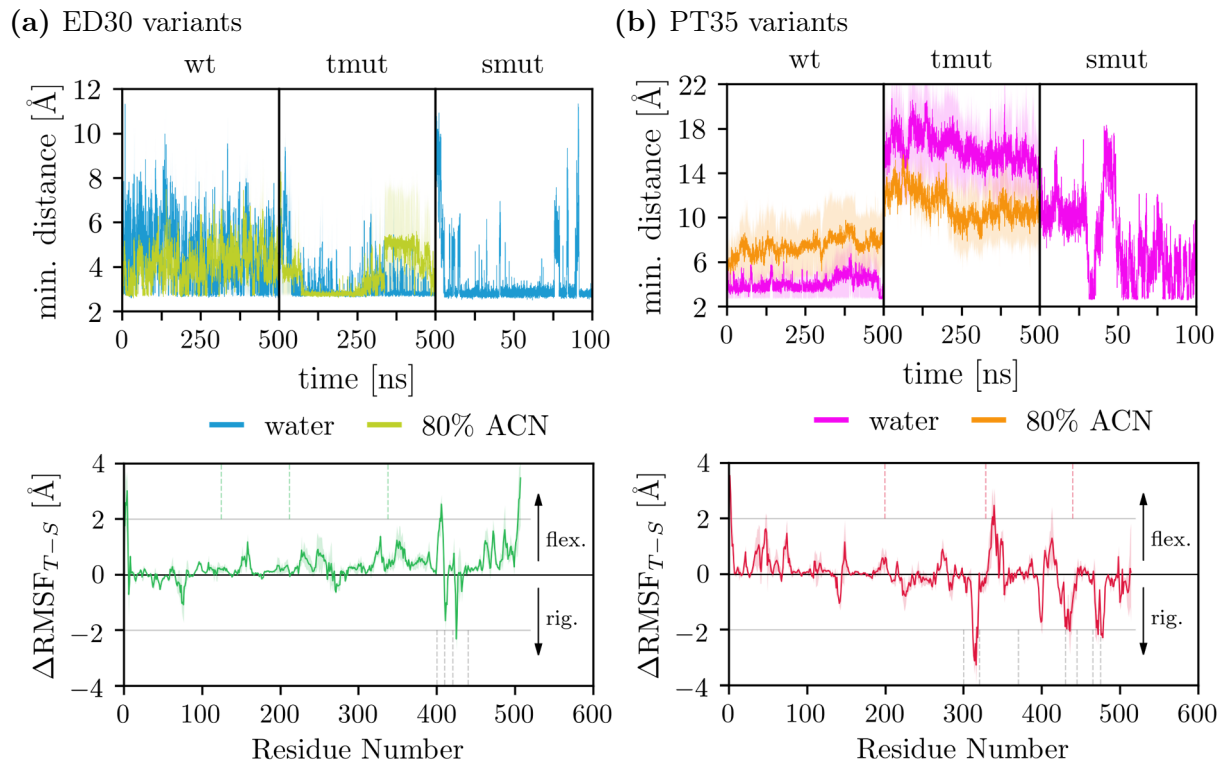 (a) ED30 variants
wt tmut smut
min. distance [Å]
12
10
8
6
4
2
0 250 500 250 500 50 100
time [ns]
water 80% ACN
ΔRMSF_T−S [Å]
4
2
0
−2
−4
flex.
rig.
0 100 200 300 400 500 600
Residue Number
(b) PT35 variants
wt tmut smut
min. distance [Å]
22
18
14
10
6
2
0 250 500 250 500 50 100
time [ns]
water 80% ACN
ΔRMSF_T−S [Å]
4
2
0
−2
−4
flex.
rig.
0 100 200 300 400 500 600
Residue Number